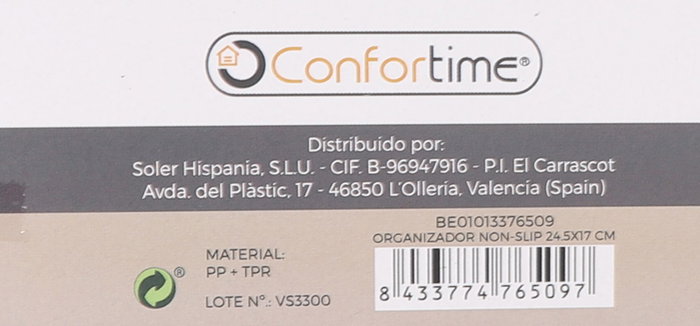 Confortime®
Distribuido por:
Soler Hispania, S.L.U. - CIF. B-96947916 - P.I. El Carrascot
Avda. del Plàstic, 17 - 46850 L'Olleria, Valencia (Spain)
BE01013376509
ORGANIZADOR NON-SLIP 24.5X17 CM
MATERIAL:
PP + TPR
®
LOTE Nº.: VS3300
8 433774 765097